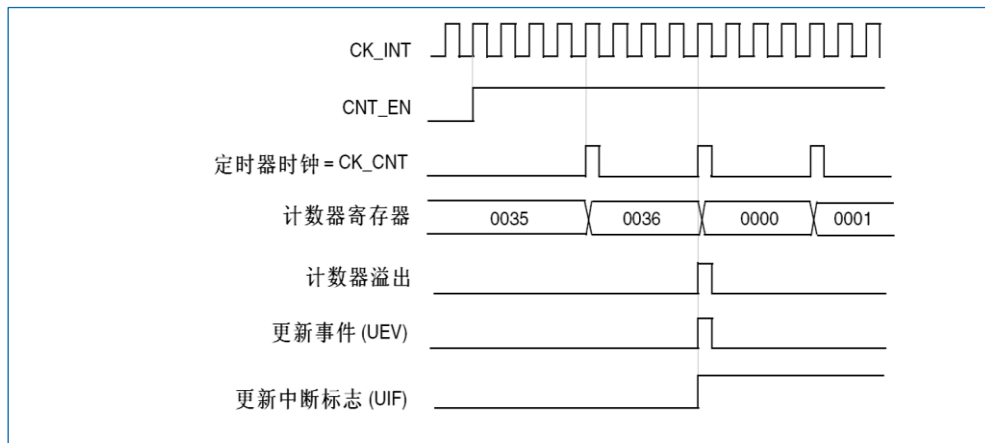 CK_INT
CNT_EN
定时器时钟 = CK_CNT
计数器寄存器
0035 0036 0000 0001
计数器溢出
更新事件 (UEV)
更新中断标志 (UIF)